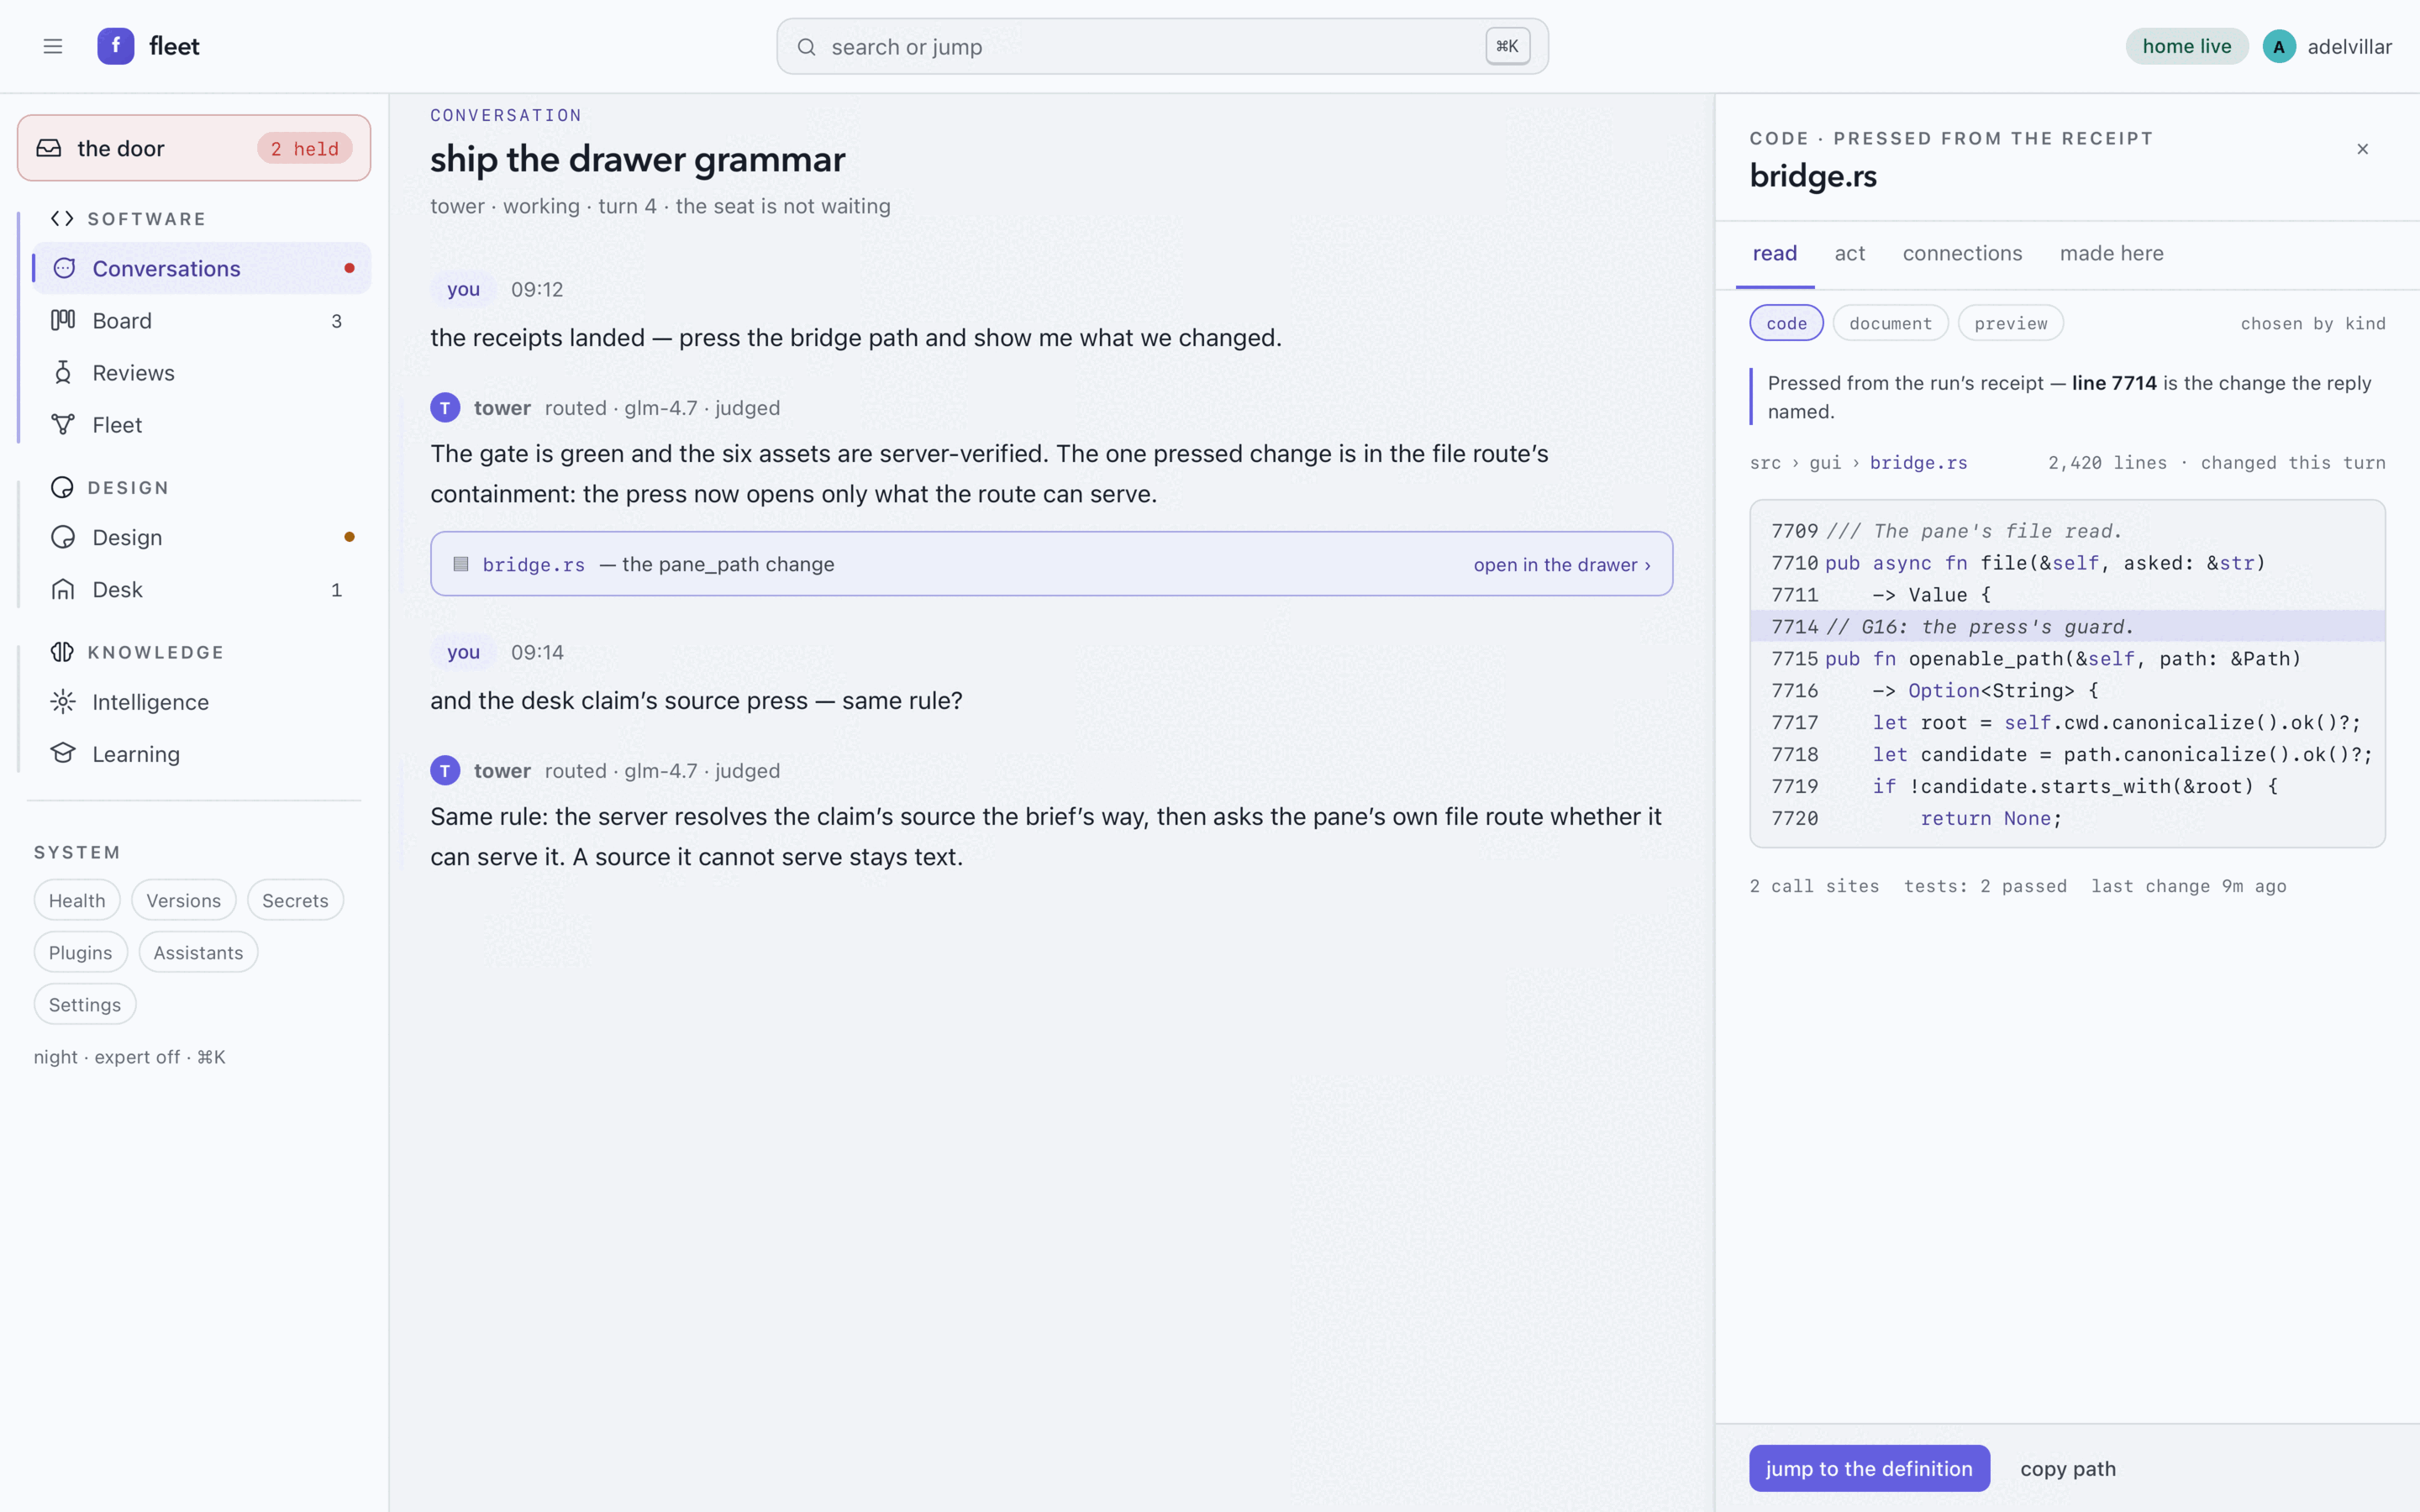 f fleet
search or jump ⌘K
home live A adelvillar
the door 2 held
SOFTWARE
Conversations
Board 3
Reviews
Fleet
DESIGN
Design
Desk 1
KNOWLEDGE
Intelligence
Learning
SYSTEM
Health Versions Secrets
Plugins Assistants
Settings
night · expert off · ⌘K
CONVERSATION
ship the drawer grammar
tower · working · turn 4 · the seat is not waiting
you 09:12
the receipts landed — press the bridge path and show me what we changed.
T tower routed · glm-4.7 · judged
The gate is green and the six assets are server-verified. The one pressed change is in the file route’s
containment: the press now opens only what the route can serve.
bridge.rs — the pane_path change open in the drawer ›
you 09:14
and the desk claim’s source press — same rule?
T tower routed · glm-4.7 · judged
Same rule: the server resolves the claim’s source the brief’s way, then asks the pane’s own file route whether it
can serve it. A source it cannot serve stays text.
CODE · PRESSED FROM THE RECEIPT
bridge.rs ×
read act connections made here
code document preview chosen by kind
Pressed from the run’s receipt — line 7714 is the change the reply
named.
src › gui › bridge.rs 2,420 lines · changed this turn
7709 /// The pane's file read.
7710 pub async fn file(&self, asked: &str)
7711     -> Value {
7714 // G16: the press's guard.
7715 pub fn openable_path(&self, path: &Path)
7716     -> Option<String> {
7717     let root = self.cwd.canonicalize().ok()?;
7718     let candidate = path.canonicalize().ok()?;
7719     if !candidate.starts_with(&root) {
7720         return None;
2 call sites tests: 2 passed last change 9m ago
jump to the definition copy path